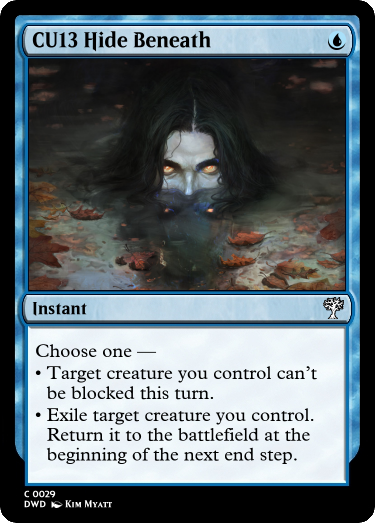 CU13 Hide Beneath
Instant
Choose one —
• Target creature you control can't
be blocked this turn.
• Exile target creature you control.
Return it to the battlefield at the
beginning of the next end step.
C 0029
DWD Kim Myatt